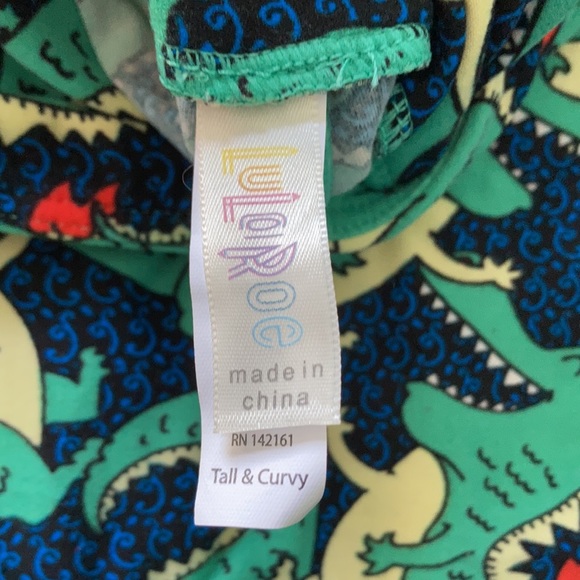 LuLaRoe
made in
china
RN 142161
Tall & Curvy